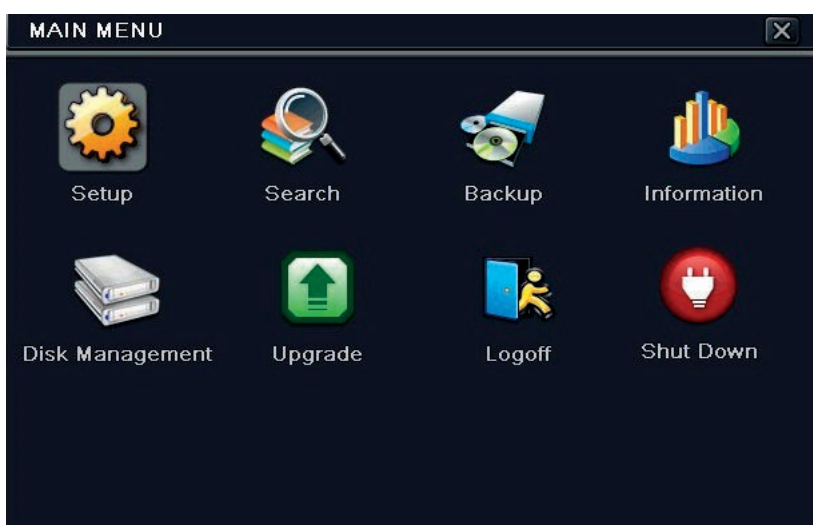 MAIN MENU
Setup Search Backup Information
Disk Management Upgrade Logoff Shut Down